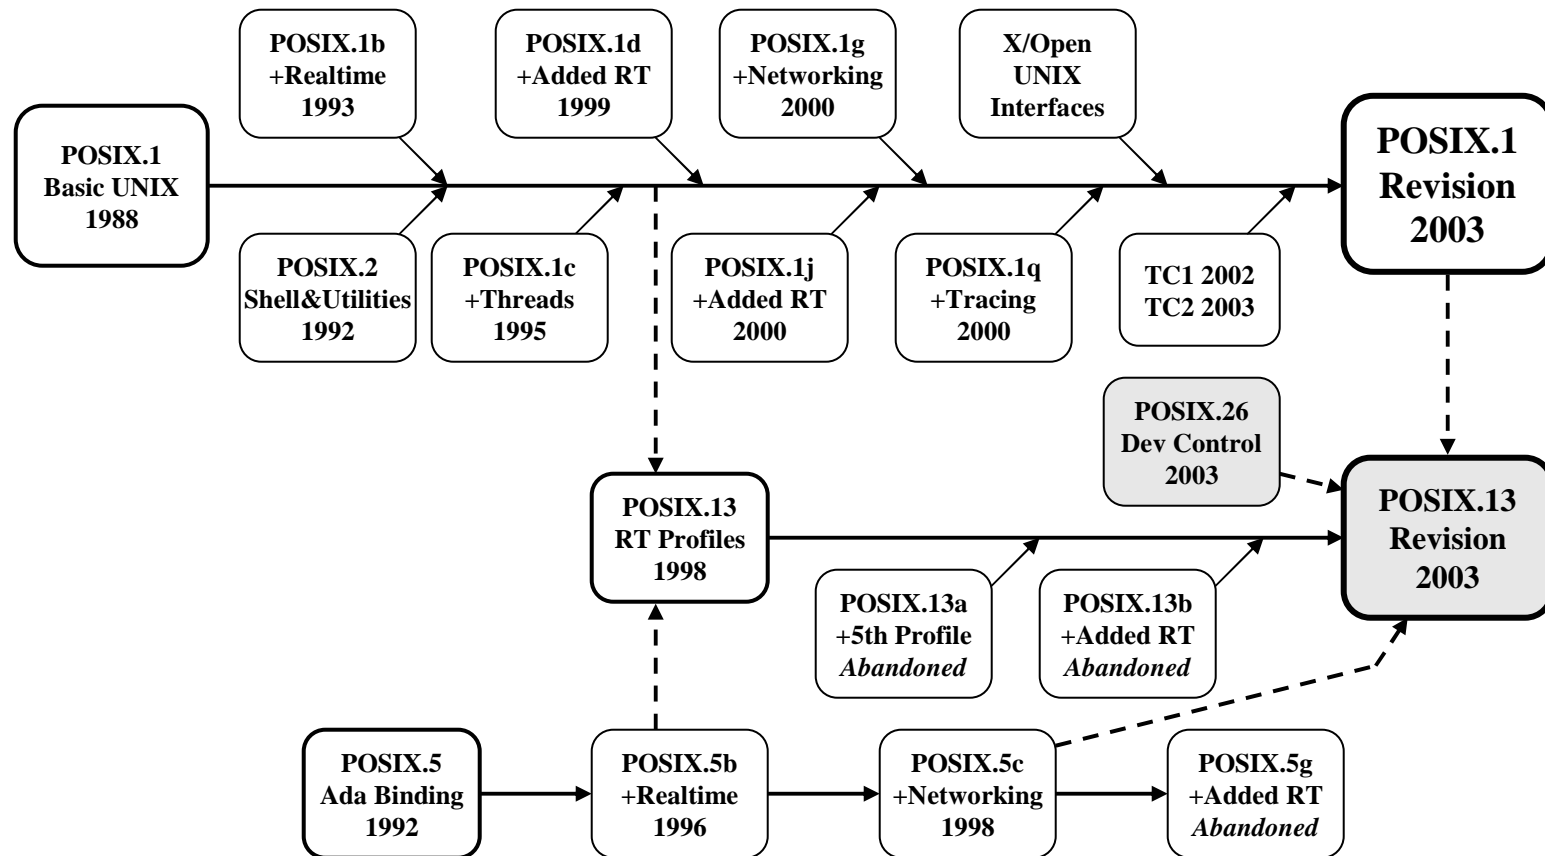 POSIX.1b
+Realtime
1993
POSIX.1d
+Added RT
1999
POSIX.1g
+Networking
2000
X/Open
UNIX
Interfaces
POSIX.1
Basic UNIX
1988
POSIX.1
Revision
2003
POSIX.2
Shell&Utilities
1992
POSIX.1c
+Threads
1995
POSIX.1j
+Added RT
2000
POSIX.1q
+Tracing
2000
TC1 2002
TC2 2003
POSIX.26
Dev Control
2003
POSIX.13
RT Profiles
1998
POSIX.13
Revision
2003
POSIX.13a
+5th Profile
Abandoned
POSIX.13b
+Added RT
Abandoned
POSIX.5
Ada Binding
1992
POSIX.5b
+Realtime
1996
POSIX.5c
+Networking
1998
POSIX.5g
+Added RT
Abandoned